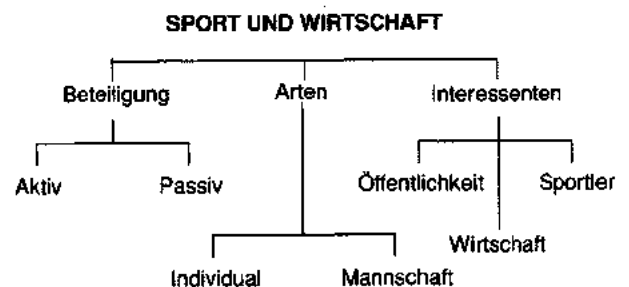 SPORT UND WIRTSCHAFT
Beteiligung Arten Interessenten
Aktiv Passiv Öffentlichkeit Sportler
Wirtschaft
Individual Mannschaft